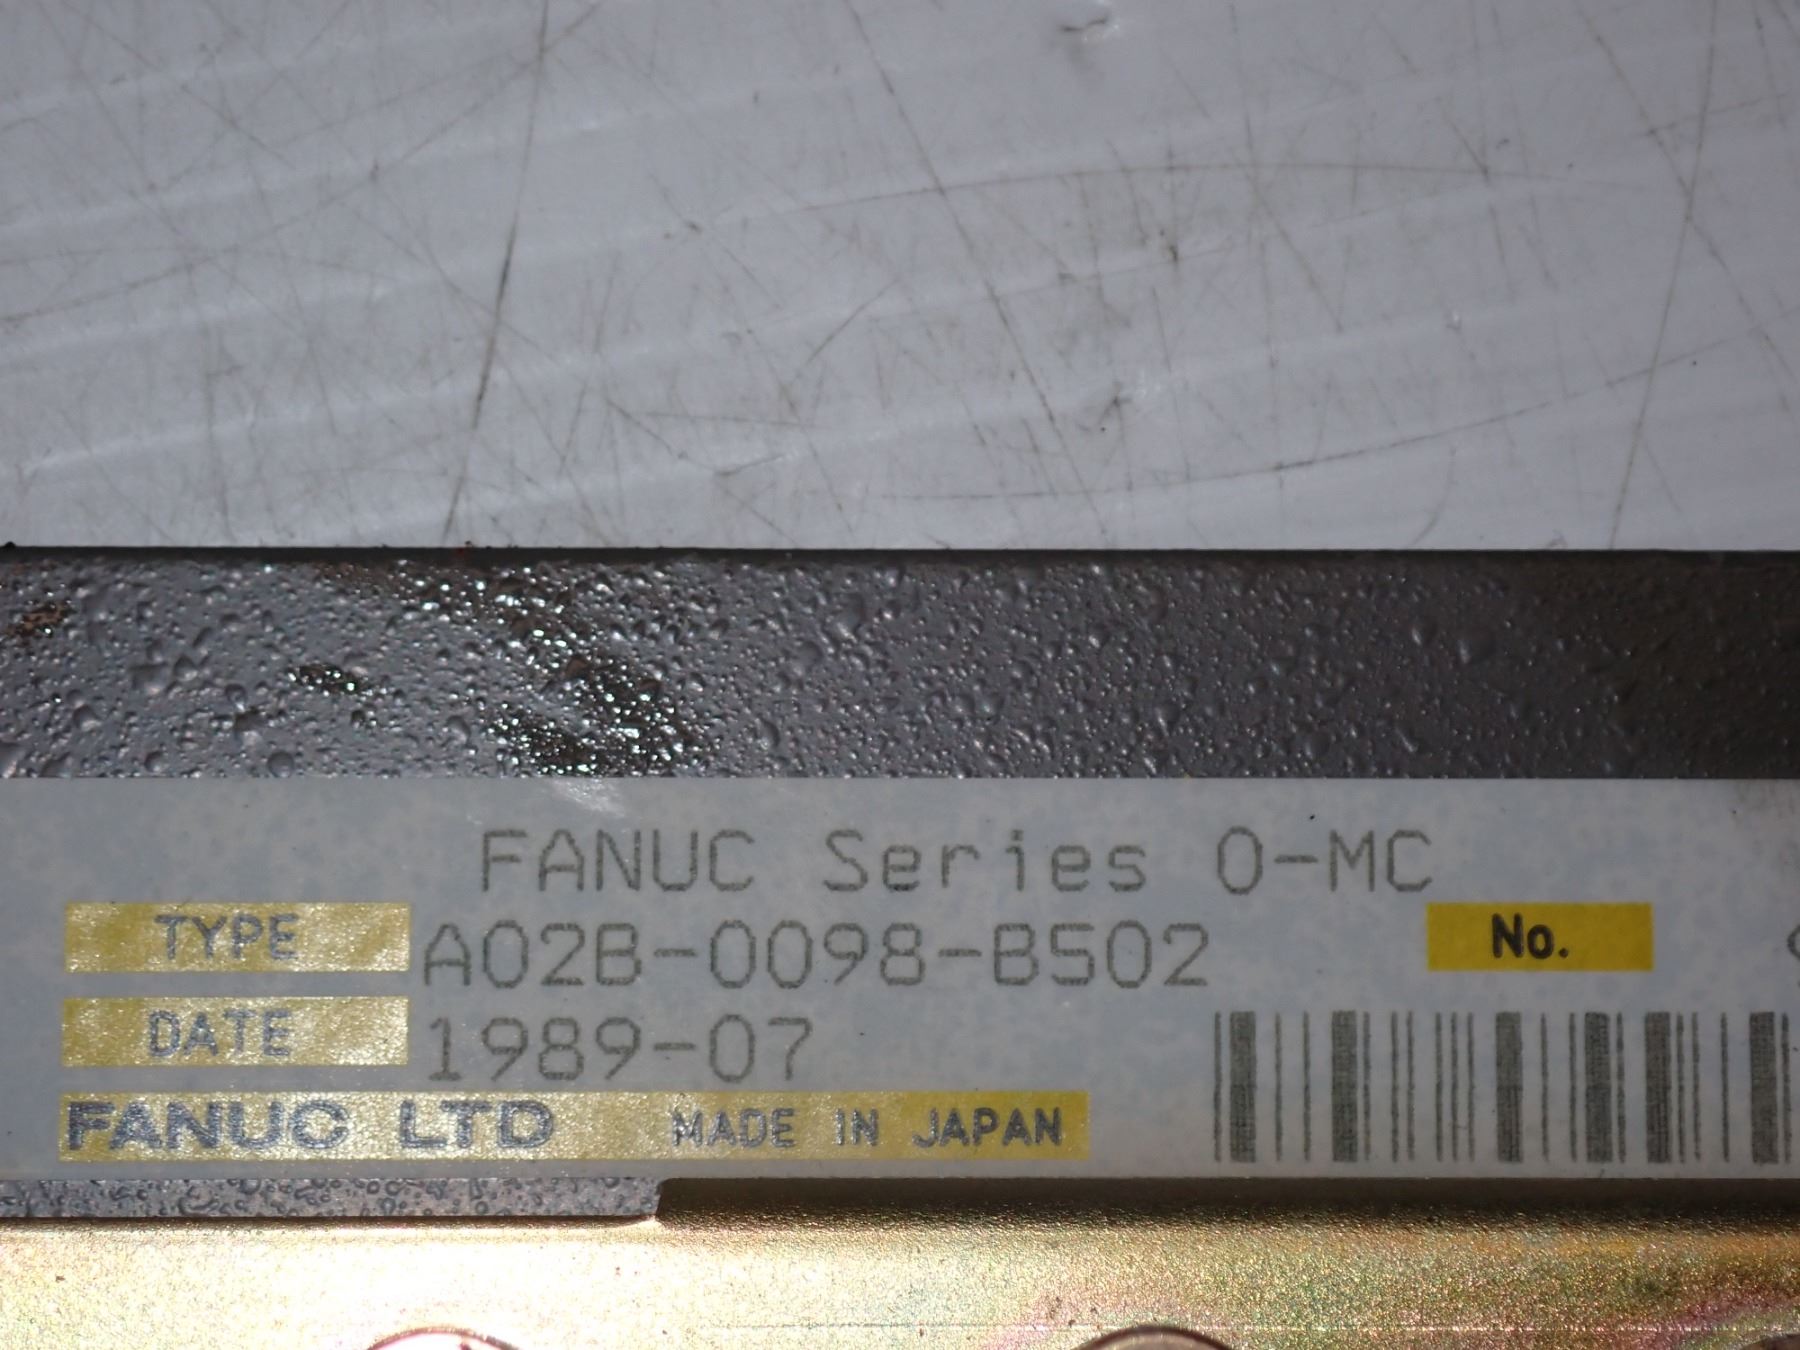 FANUC Series 0-MC
TYPE A02B-0098-B502 No.
DATE 1989-07
FANUC LTD MADE IN JAPAN